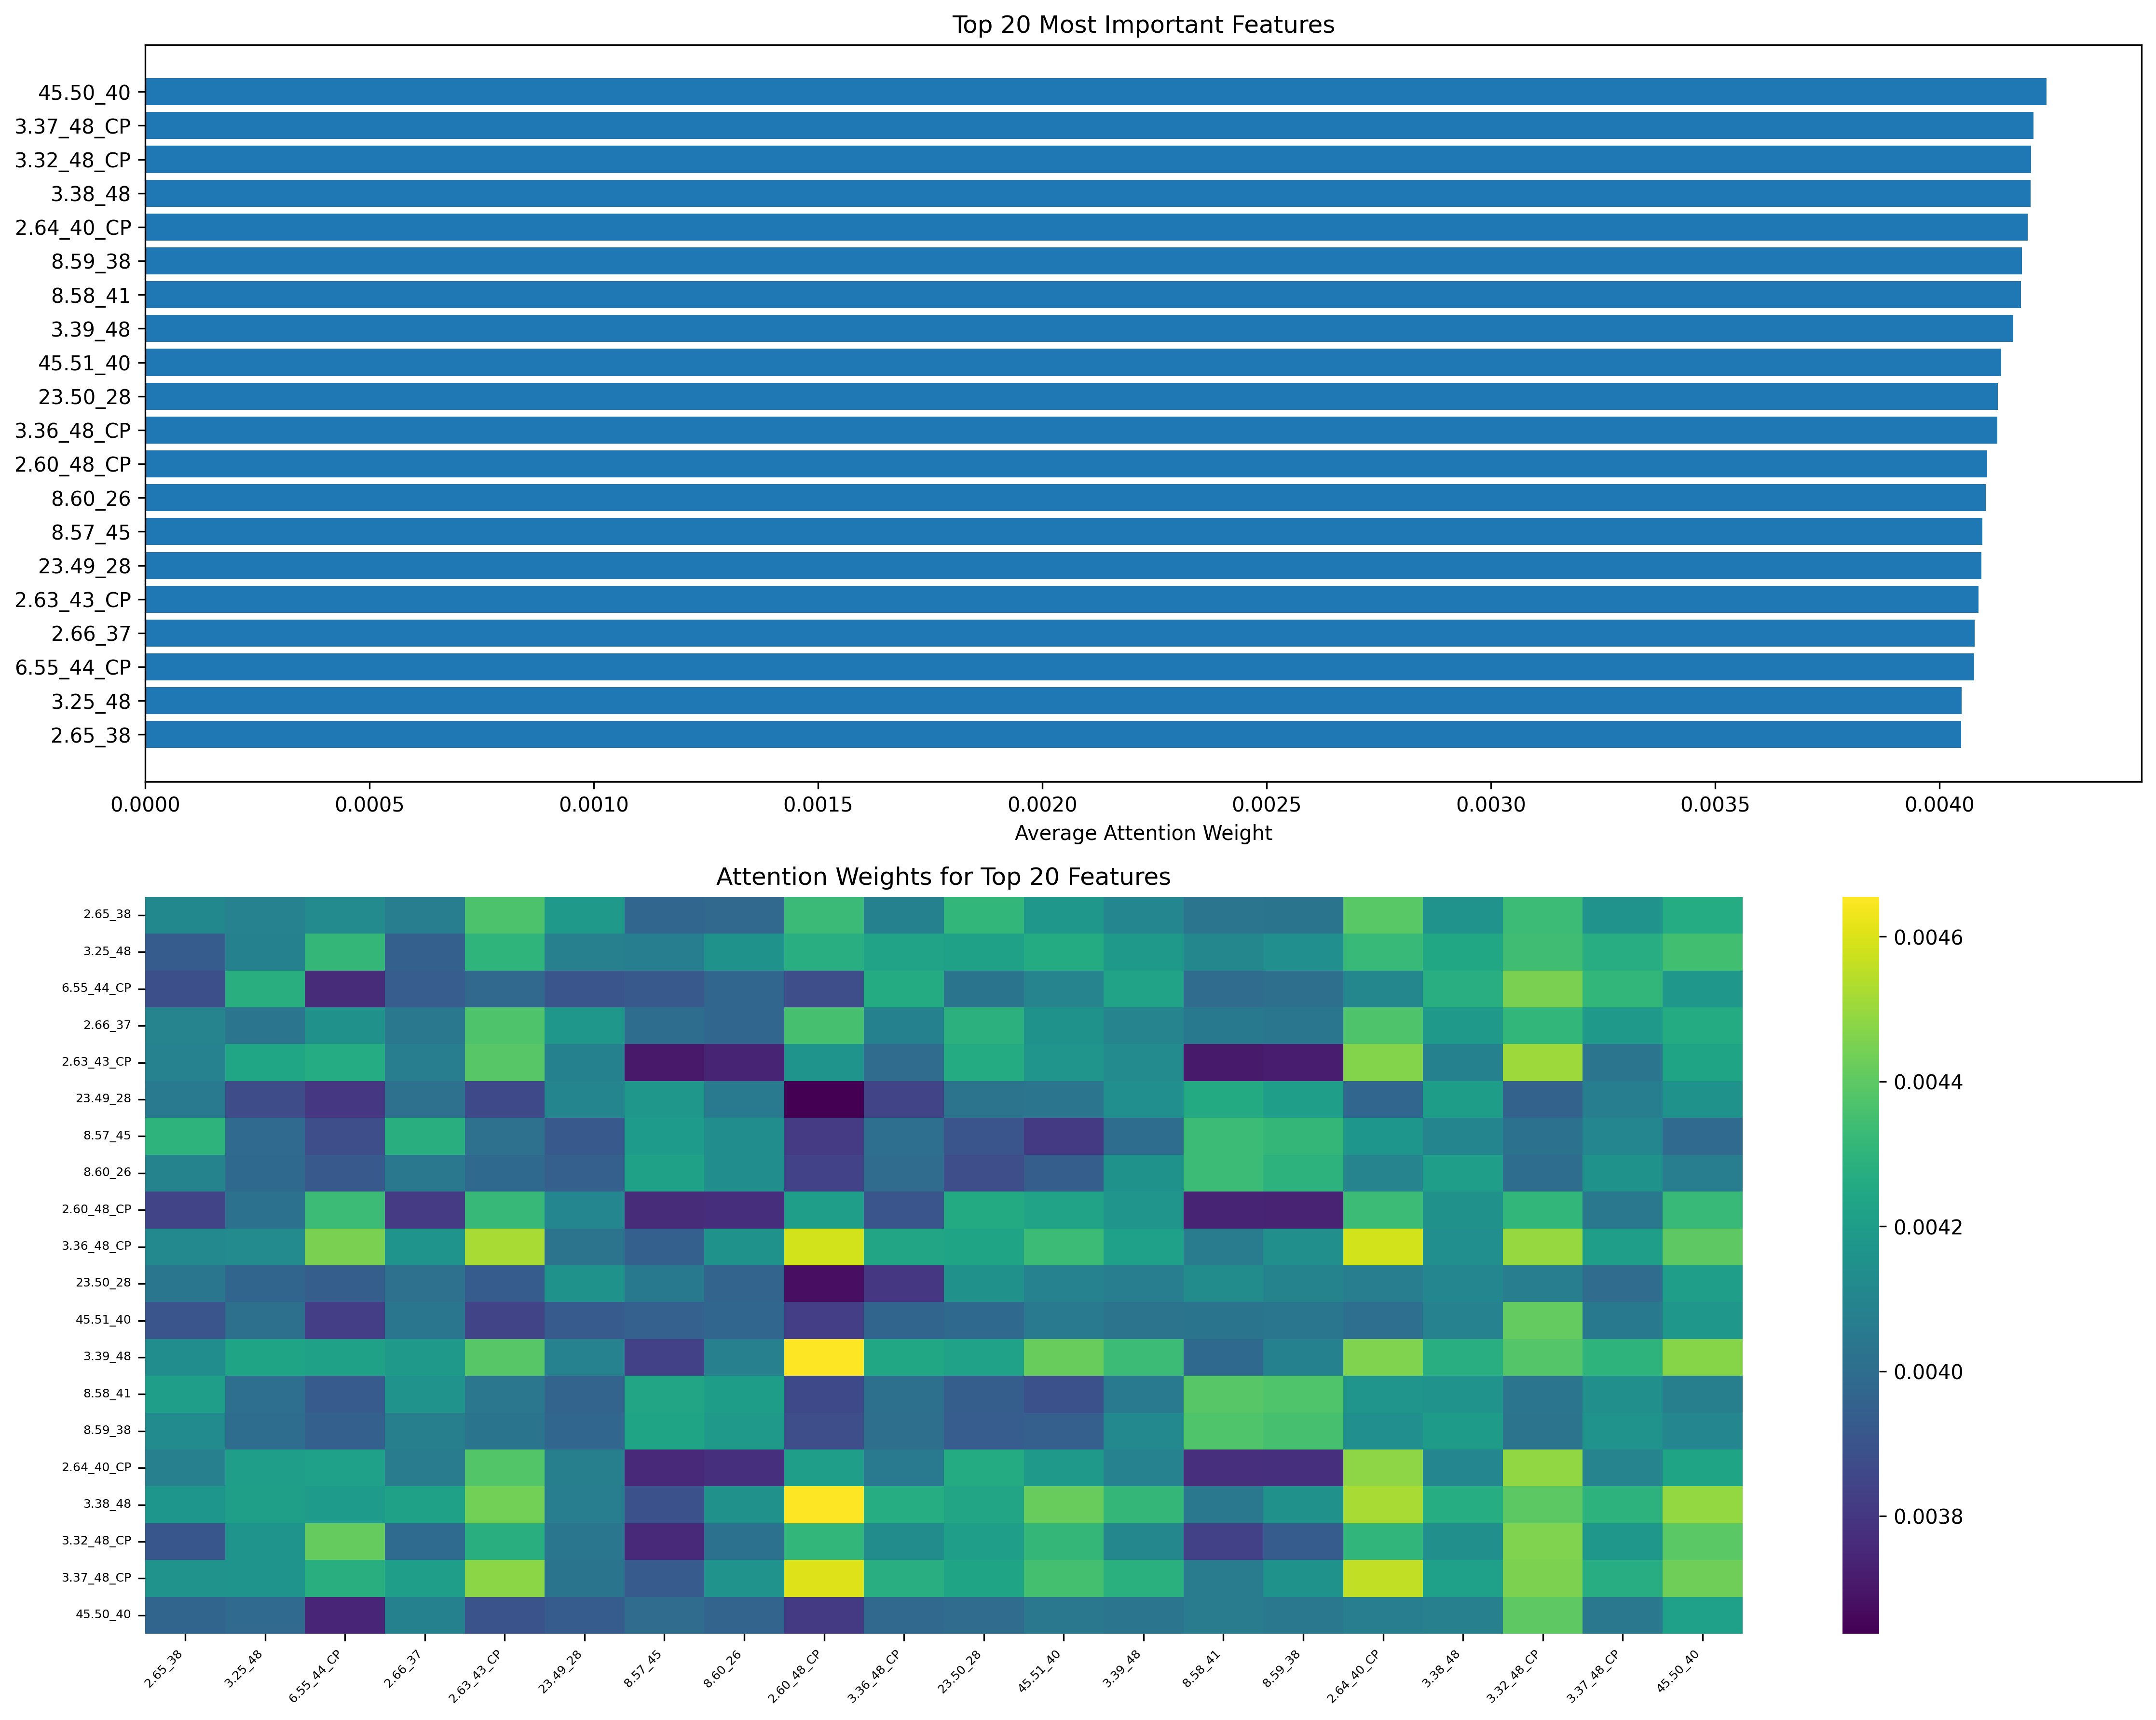 Top 20 Most Important Features
45.50_40
3.37_48_CP
3.32_48_CP
3.38_48
2.64_40_CP
8.59_38
8.58_41
3.39_48
45.51_40
23.50_28
3.36_48_CP
2.60_48_CP
8.60_26
8.57_45
23.49_28
2.63_43_CP
2.66_37
6.55_44_CP
3.25_48
2.65_38
0.0000 0.0005 0.0010 0.0015 0.0020 0.0025 0.0030 0.0035 0.0040
Average Attention Weight
Attention Weights for Top 20 Features
2.65_38
3.25_48
6.55_44_CP
2.66_37
2.63_43_CP
23.49_28
8.57_45
8.60_26
2.60_48_CP
3.36_48_CP
23.50_28
45.51_40
3.39_48
8.58_41
8.59_38
2.64_40_CP
3.38_48
3.32_48_CP
3.37_48_CP
45.50_40
2.65_38 3.25_48 6.55_44_CP 2.66_37 2.63_43_CP 23.49_28 8.57_45 8.60_26 2.60_48_CP 3.36_48_CP 23.50_28 45.51_40 3.39_48 8.58_41 8.59_38 2.64_40_CP 3.38_48 3.32_48_CP 3.37_48_CP 45.50_40
0.0046
0.0044
0.0042
0.0040
0.0038